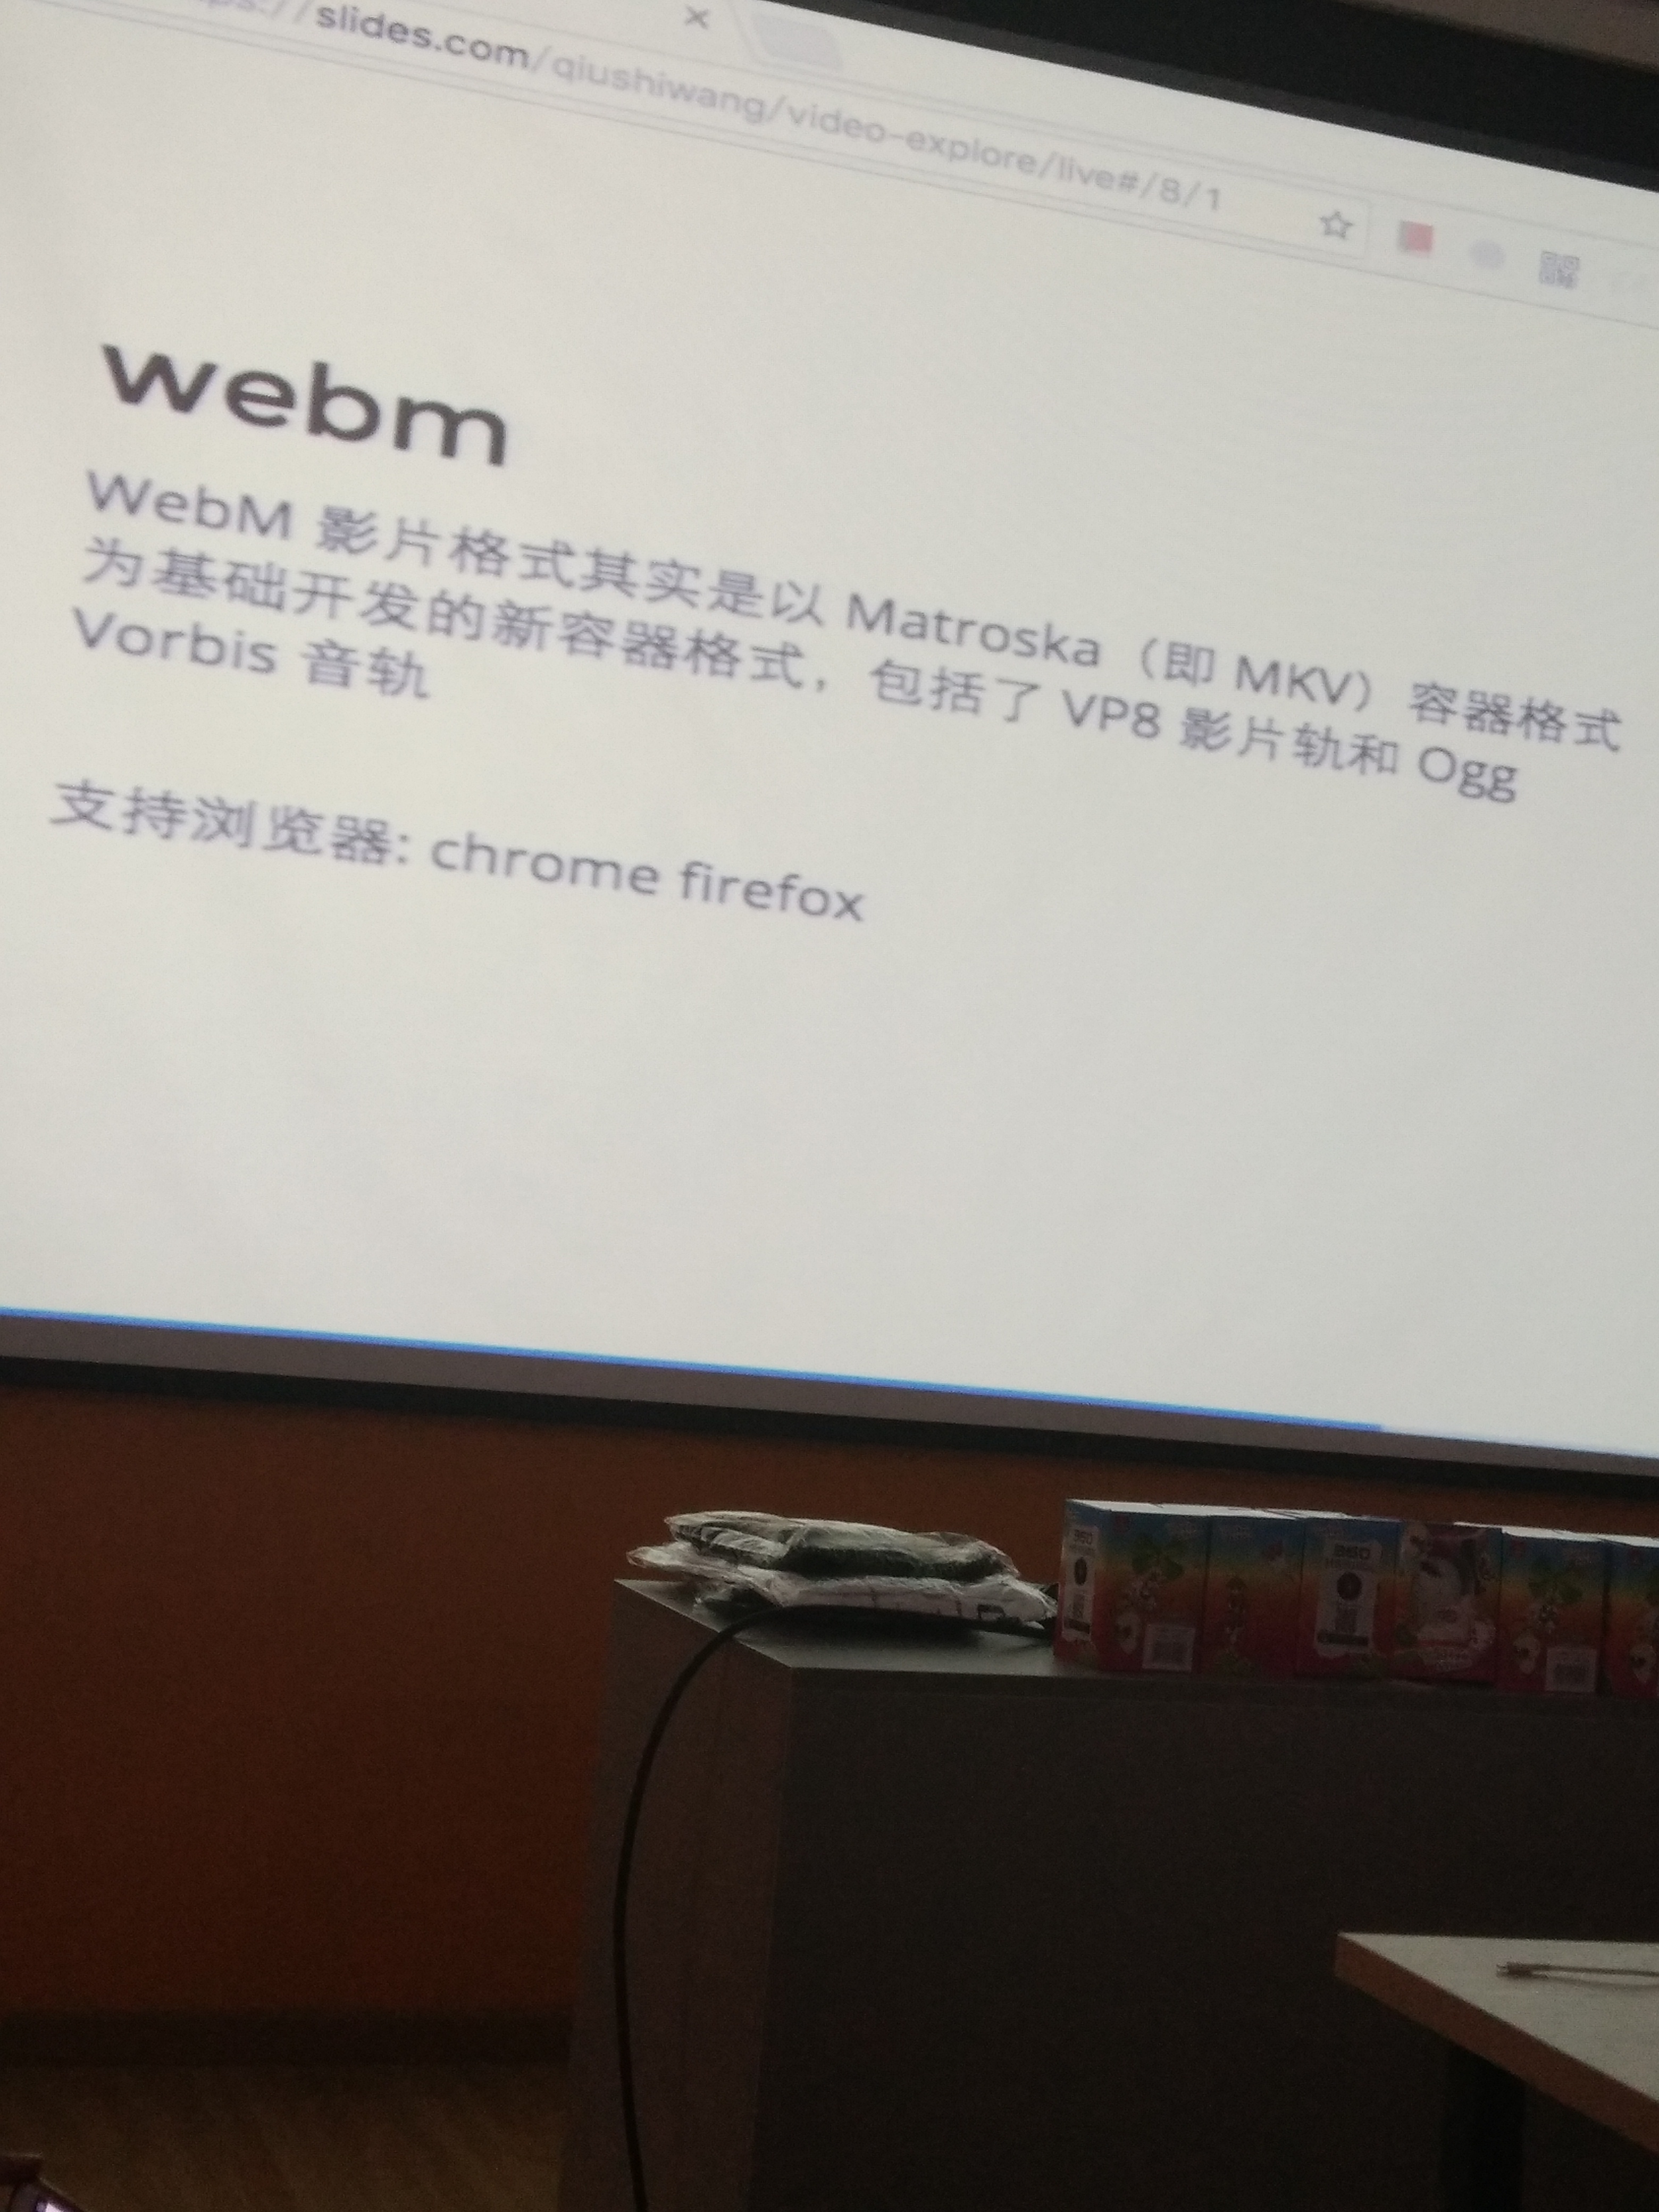 slides.com/qiushiwang/video-explore/live#/8/1
webm
WebM 影片格式其实是以 Matroska（即 MKV）容器格式
为基础开发的新容器格式，包括了 VP8 影片轨和 Ogg
Vorbis 音轨
支持浏览器: chrome firefox
360